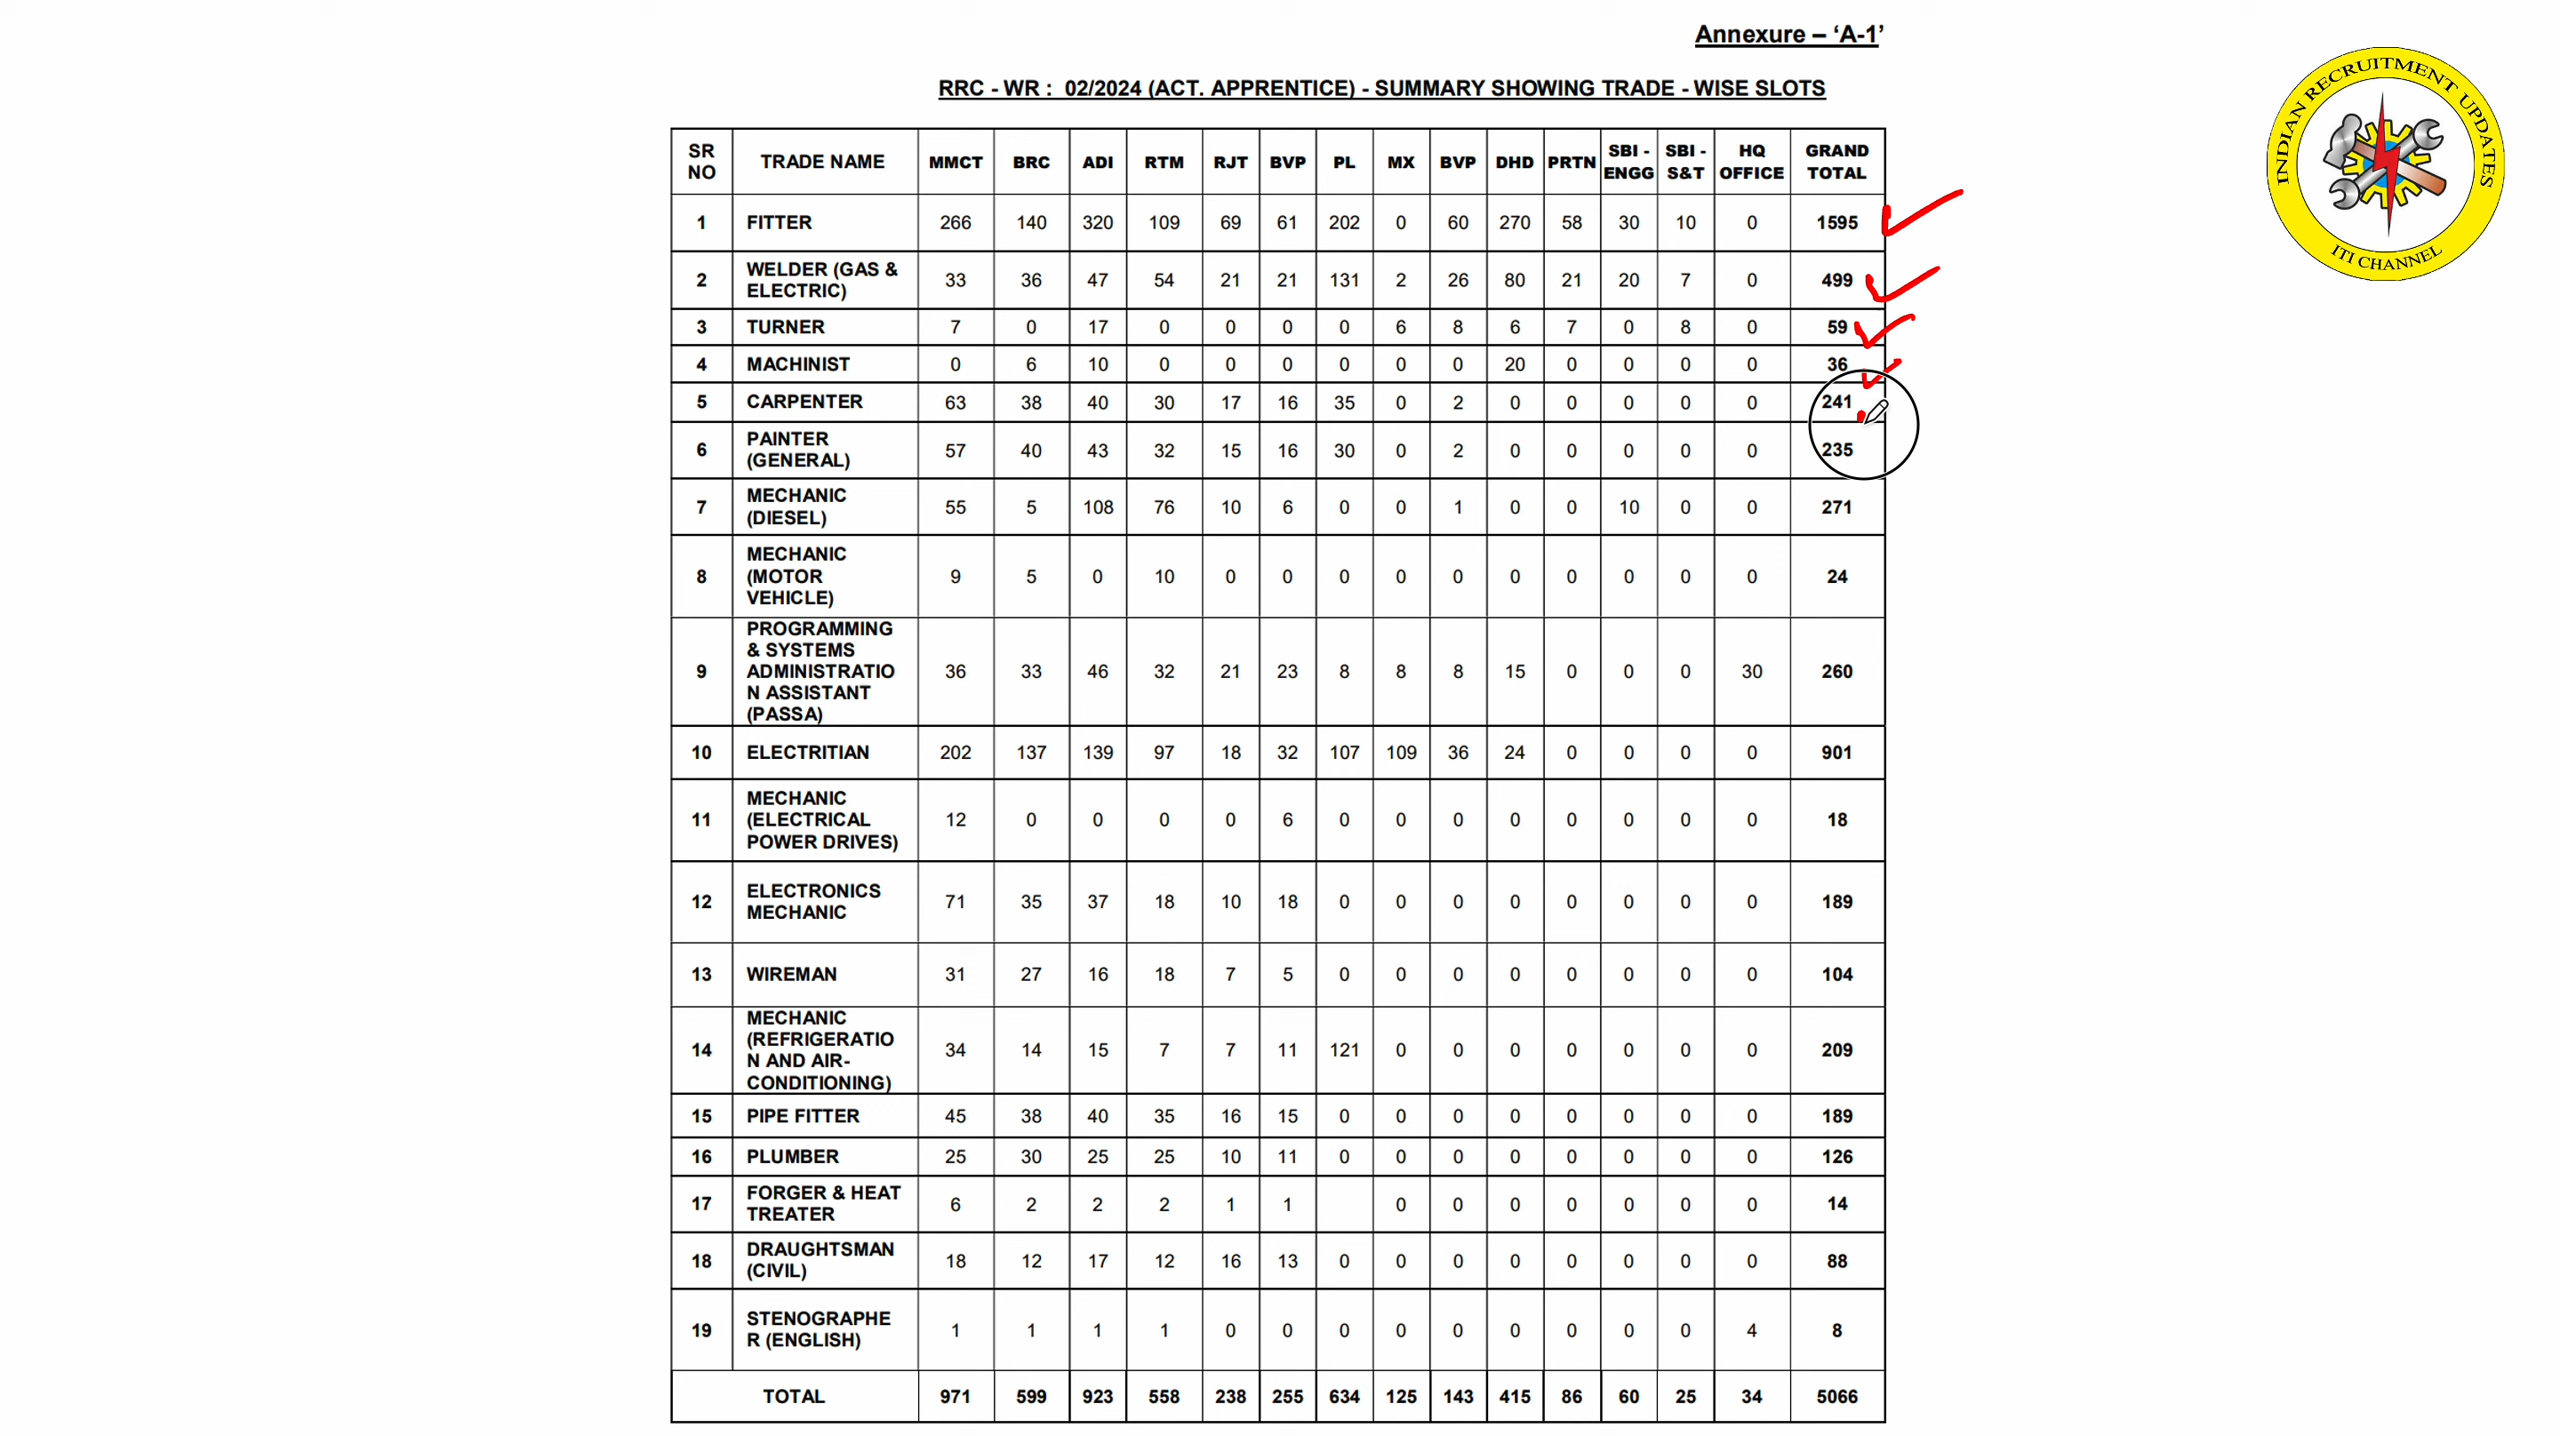 Annexure – ‘A-1’
RRC - WR : 02/2024 (ACT. APPRENTICE) - SUMMARY SHOWING TRADE - WISE SLOTS
SR NO TRADE NAME MMCT BRC ADI RTM RJT BVP PL MX BVP DHD PRTN SBI - ENGG SBI - S&T HQ OFFICE GRAND TOTAL
1 FITTER 266 140 320 109 69 61 202 0 60 270 58 30 10 0 1595
2 WELDER (GAS & ELECTRIC) 33 36 47 54 21 21 131 2 26 80 21 20 7 0 499
3 TURNER 7 0 17 0 0 0 0 6 8 6 7 0 8 0 59
4 MACHINIST 0 6 10 0 0 0 0 0 0 20 0 0 0 0 36
5 CARPENTER 63 38 40 30 17 16 35 0 2 0 0 0 0 0 241
6 PAINTER (GENERAL) 57 40 43 32 15 16 30 0 2 0 0 0 0 0 235
7 MECHANIC (DIESEL) 55 5 108 76 10 6 0 0 1 0 0 10 0 0 271
8 MECHANIC (MOTOR VEHICLE) 9 5 0 10 0 0 0 0 0 0 0 0 0 0 24
9 PROGRAMMING & SYSTEMS ADMINISTRATIO N ASSISTANT (PASSA) 36 33 46 32 21 23 8 8 8 15 0 0 0 30 260
10 ELECTRITIAN 202 137 139 97 18 32 107 109 36 24 0 0 0 0 901
11 MECHANIC (ELECTRICAL POWER DRIVES) 12 0 0 0 0 6 0 0 0 0 0 0 0 0 18
12 ELECTRONICS MECHANIC 71 35 37 18 10 18 0 0 0 0 0 0 0 0 189
13 WIREMAN 31 27 16 18 7 5 0 0 0 0 0 0 0 0 104
14 MECHANIC (REFRIGERATIO N AND AIR- CONDITIONING) 34 14 15 7 7 11 121 0 0 0 0 0 0 0 209
15 PIPE FITTER 45 38 40 35 16 15 0 0 0 0 0 0 0 0 189
16 PLUMBER 25 30 25 25 10 11 0 0 0 0 0 0 0 0 126
17 FORGER & HEAT TREATER 6 2 2 2 1 1 0 0 0 0 0 0 0 14
18 DRAUGHTSMAN (CIVIL) 18 12 17 12 16 13 0 0 0 0 0 0 0 0 88
19 STENOGRAPHE R (ENGLISH) 1 1 1 1 0 0 0 0 0 0 0 0 0 4 8
TOTAL 971 599 923 558 238 255 634 125 143 415 86 60 25 34 5066
INDIAN RECRUITMENT UPDATES
ITI CHANNEL